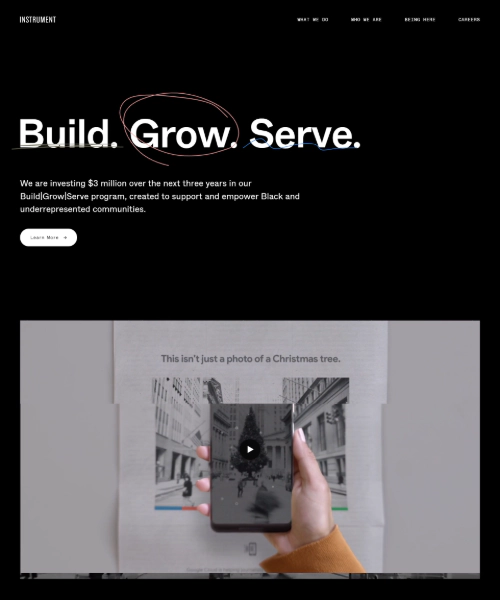 INSTRUMENT
WHAT WE DO
WHO WE ARE
BEING HERE
CAREERS
Build. Grow. Serve.
We are investing $3 million over the next three years in our
Build|Grow|Serve program, created to support and empower Black and
underrepresented communities.
Learn More →
This isn't just a photo of a Christmas tree.